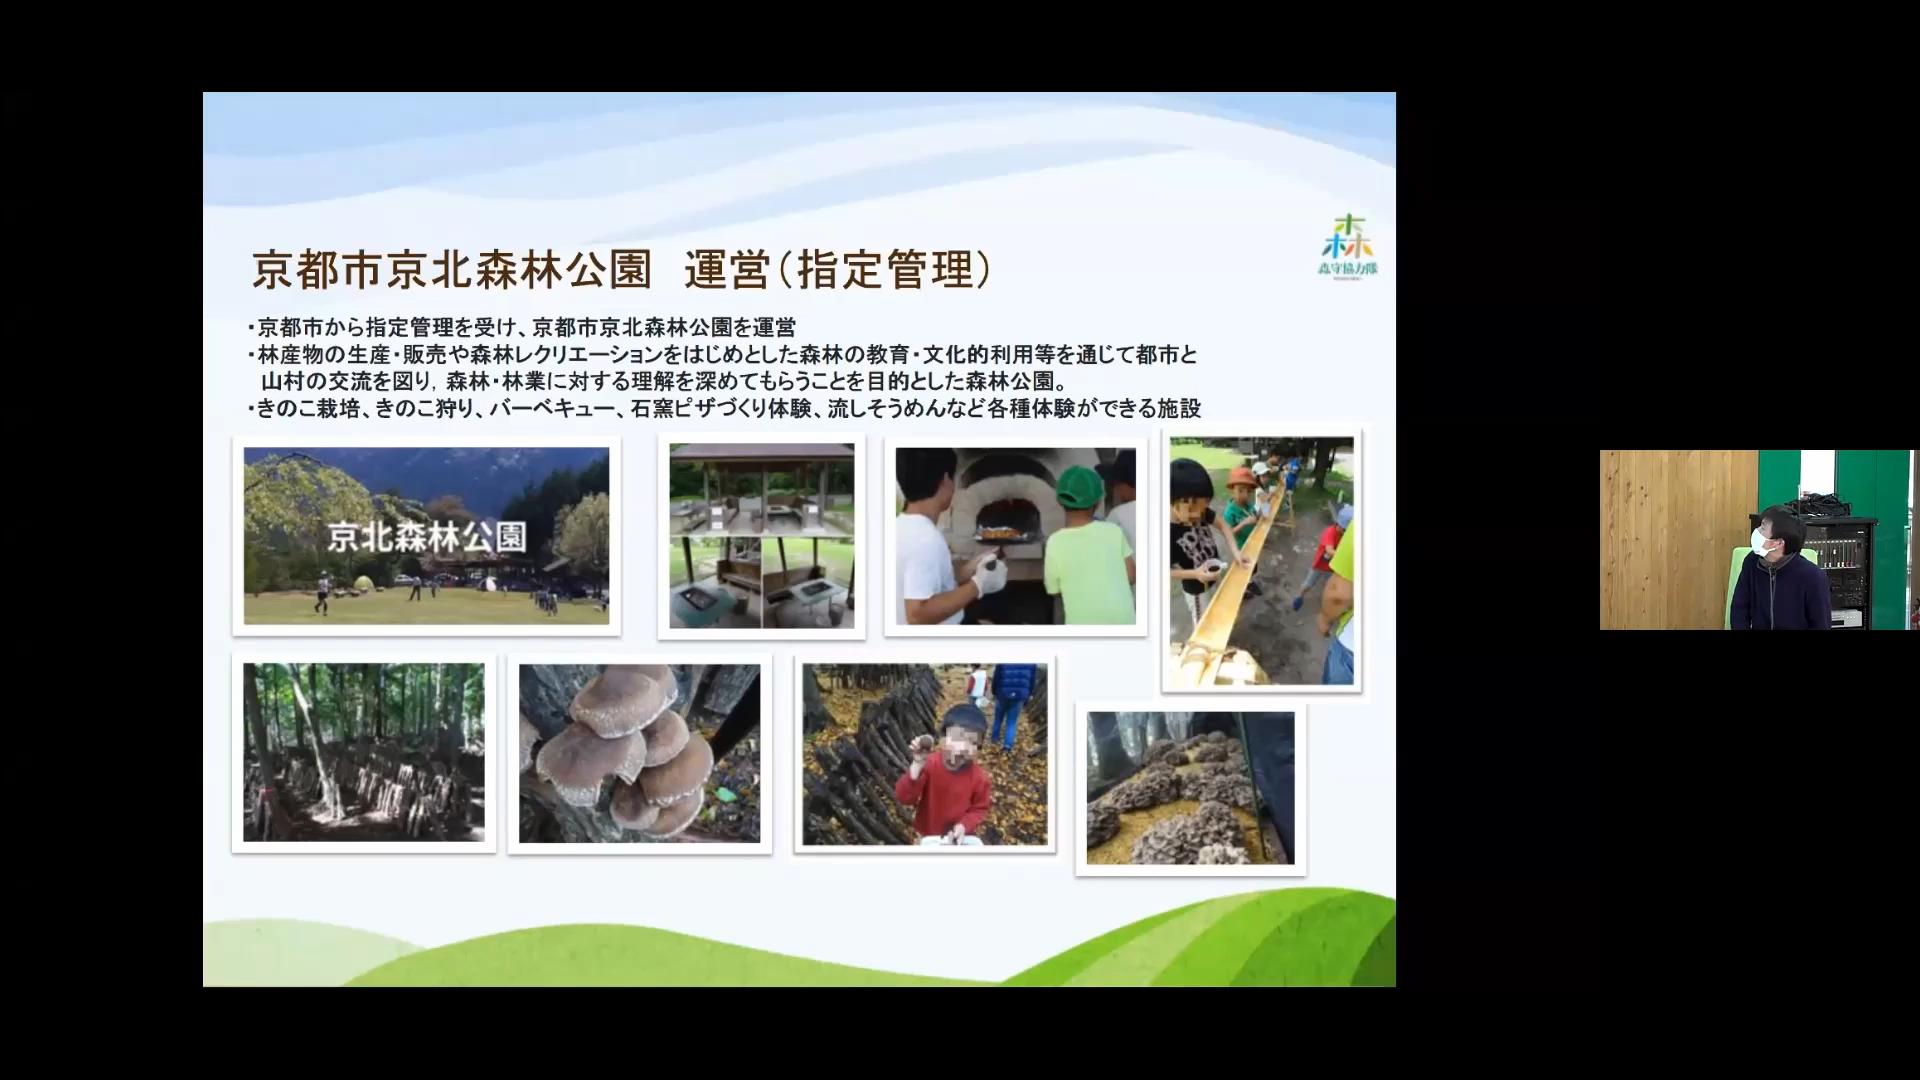 京都市京北森林公園　運営（指定管理）
森
森守協力隊
・京都市から指定管理を受け、京都市京北森林公園を運営
・林産物の生産・販売や森林レクリエーションをはじめとした森林の教育・文化的利用等を通じて都市と
山村の交流を図り，森林・林業に対する理解を深めてもらうことを目的とした森林公園。
・きのこ栽培、きのこ狩り、バーベキュー、石窯ピザづくり体験、流しそうめんなど各種体験ができる施設
京北森林公園